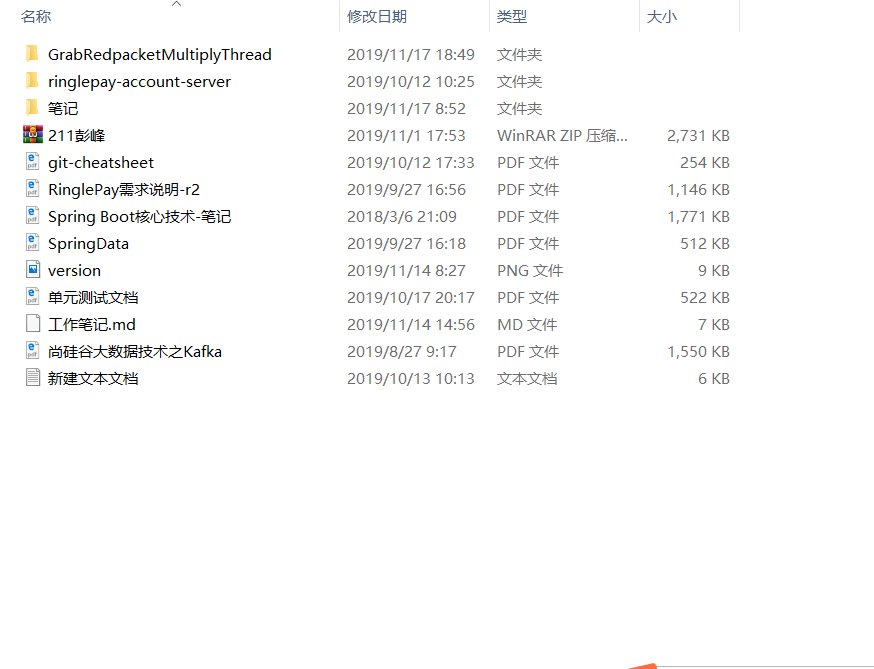 名称 修改日期 类型 大小
GrabRedpacketMultiplyThread 2019/11/17 18:49 文件夹
ringlepay-account-server 2019/10/12 10:25 文件夹
笔记 2019/11/17 8:52 文件夹
211彭峰 2019/11/1 17:53 WinRAR ZIP 压缩... 2,731 KB
git-cheatsheet 2019/10/12 17:33 PDF 文件 254 KB
RinglePay需求说明-r2 2019/9/27 16:56 PDF 文件 1,146 KB
Spring Boot核心技术-笔记 2018/3/6 21:09 PDF 文件 1,771 KB
SpringData 2019/9/27 16:18 PDF 文件 512 KB
version 2019/11/14 8:27 PNG 文件 9 KB
单元测试文档 2019/10/17 20:17 PDF 文件 522 KB
工作笔记.md 2019/11/14 14:56 MD 文件 7 KB
尚硅谷大数据技术之Kafka 2019/8/27 9:17 PDF 文件 1,550 KB
新建文本文档 2019/10/13 10:13 文本文档 6 KB